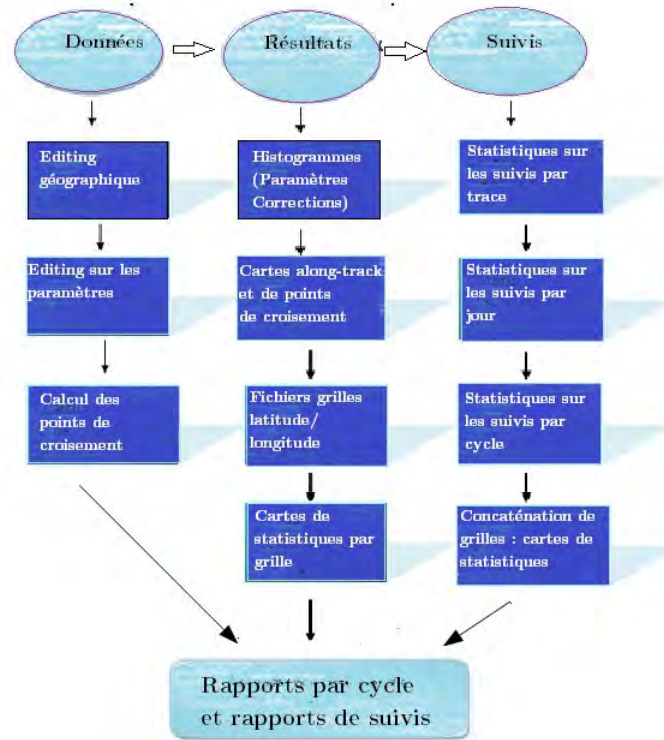 Données
Résultats
Suivis
Editing
géographique
Editing sur les
paramètres
Calcul des
points de
croisement
Histogrammes
(Paramètres
Corrections)
Cartes along-track
et de points
de croisement
Fichiers grilles
latitude/
longitude
Cartes de
statistiques par
grille
Statistiques sur
les suivis par
trace
Statistiques sur
les suivis par
jour
Statistiques sur
les suivis par
cycle
Concaténation de
grilles : cartes de
statistiques
Rapports par cycle
et rapports de suivis